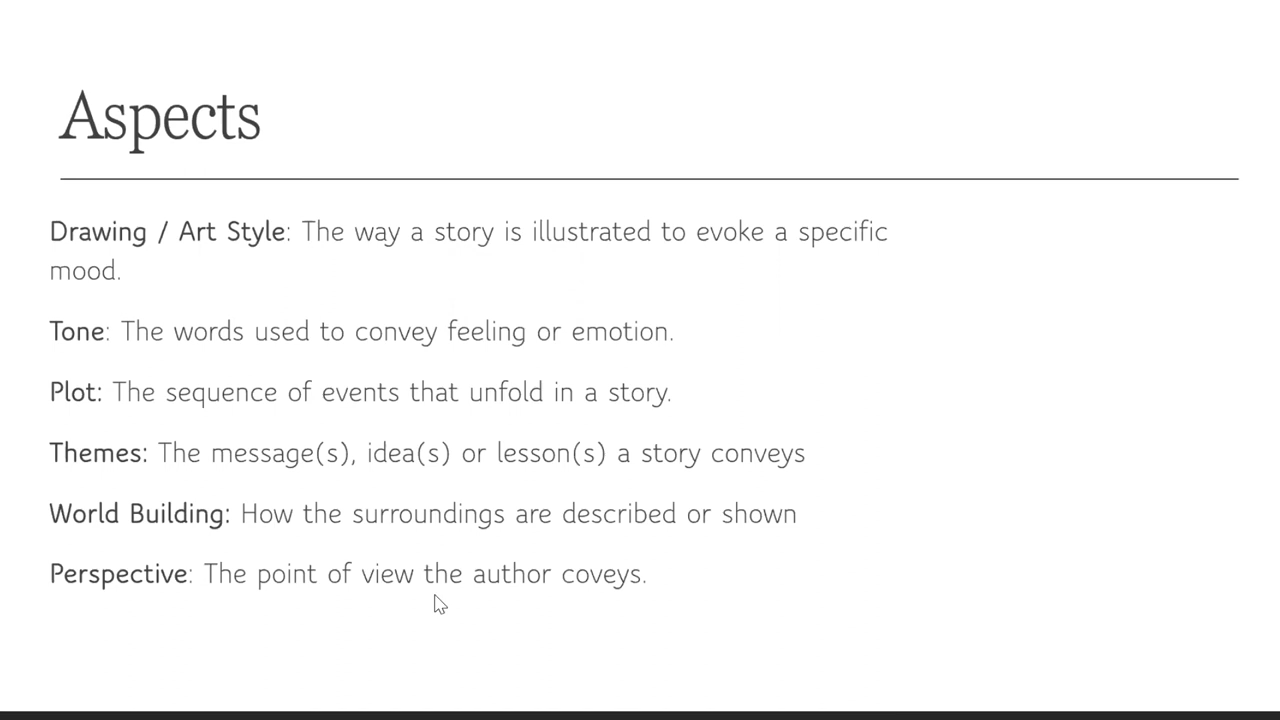 Aspects
Drawing / Art Style: The way a story is illustrated to evoke a specific
mood.
Tone: The words used to convey feeling or emotion.
Plot: The sequence of events that unfold in a story.
Themes: The message(s), idea(s) or lesson(s) a story conveys
World Building: How the surroundings are described or shown
Perspective: The point of view the author coveys.